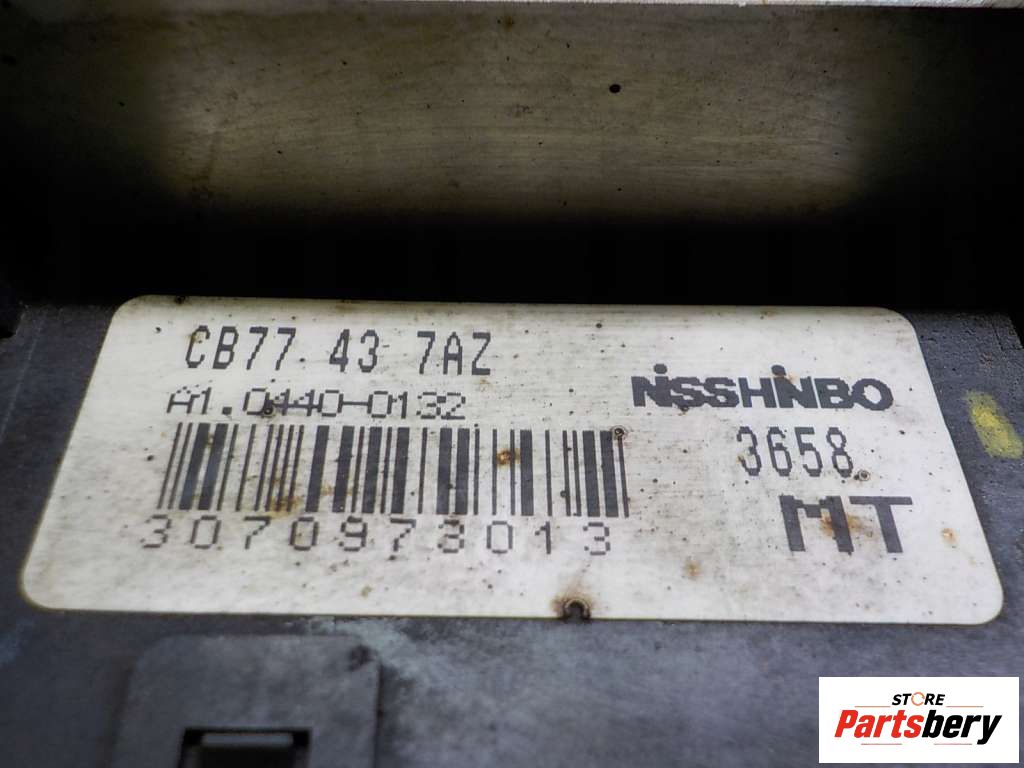 CB77 43 7AZ
A1.0440-0132
NISSHINBO
3658
MT
3070973013
STORE
Partsbery